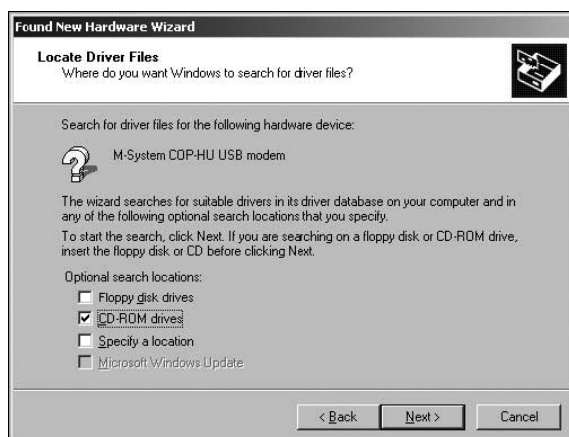 Found New Hardware Wizard
Locate Driver Files
Where do you want Windows to search for driver files?
Search for driver files for the following hardware device:
M-System COP-HU USB modem
The wizard searches for suitable drivers in its driver database on your computer and in
any of the following optional search locations that you specify.
To start the search, click Next. If you are searching on a floppy disk or CD-ROM drive,
insert the floppy disk or CD before clicking Next.
Optional search locations:
Floppy disk drives
CD-ROM drives
Specify a location
Microsoft Windows Update
< Back Next > Cancel